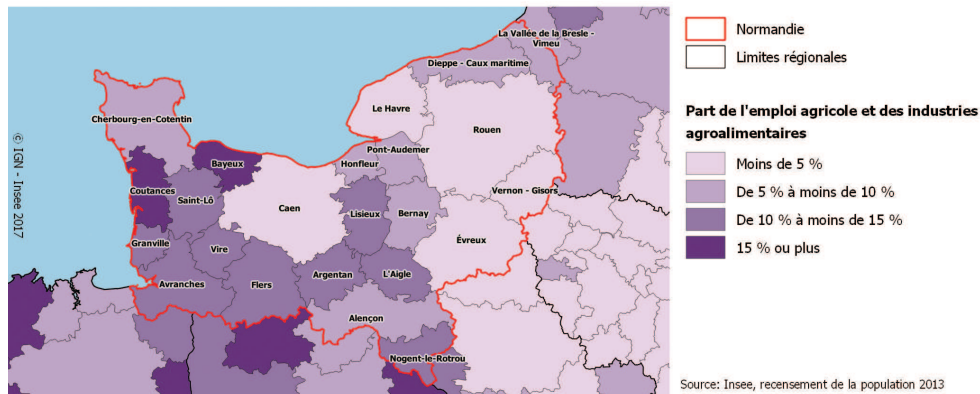 La Vallée de la Bresle -
Vimeu
Dieppe - Caux maritime
Cherbourg-en-Cotentin
Le Havre
Rouen
Pont-Audemer
Honfleur
Bayeux
Coutances
Saint-Lô
Caen
Lisieux
Bernay
Vernon - Gisors
Évreux
Granville
Vire
Avranches
Flers
Argentan
L'Aigle
Alençon
Nogent-le-Rotrou
© IGN - Insee 2017
Normandie
Limites régionales
Part de l'emploi agricole et des industries
agroalimentaires
Moins de 5 %
De 5 % à moins de 10 %
De 10 % à moins de 15 %
15 % ou plus
Source: Insee, recensement de la population 2013